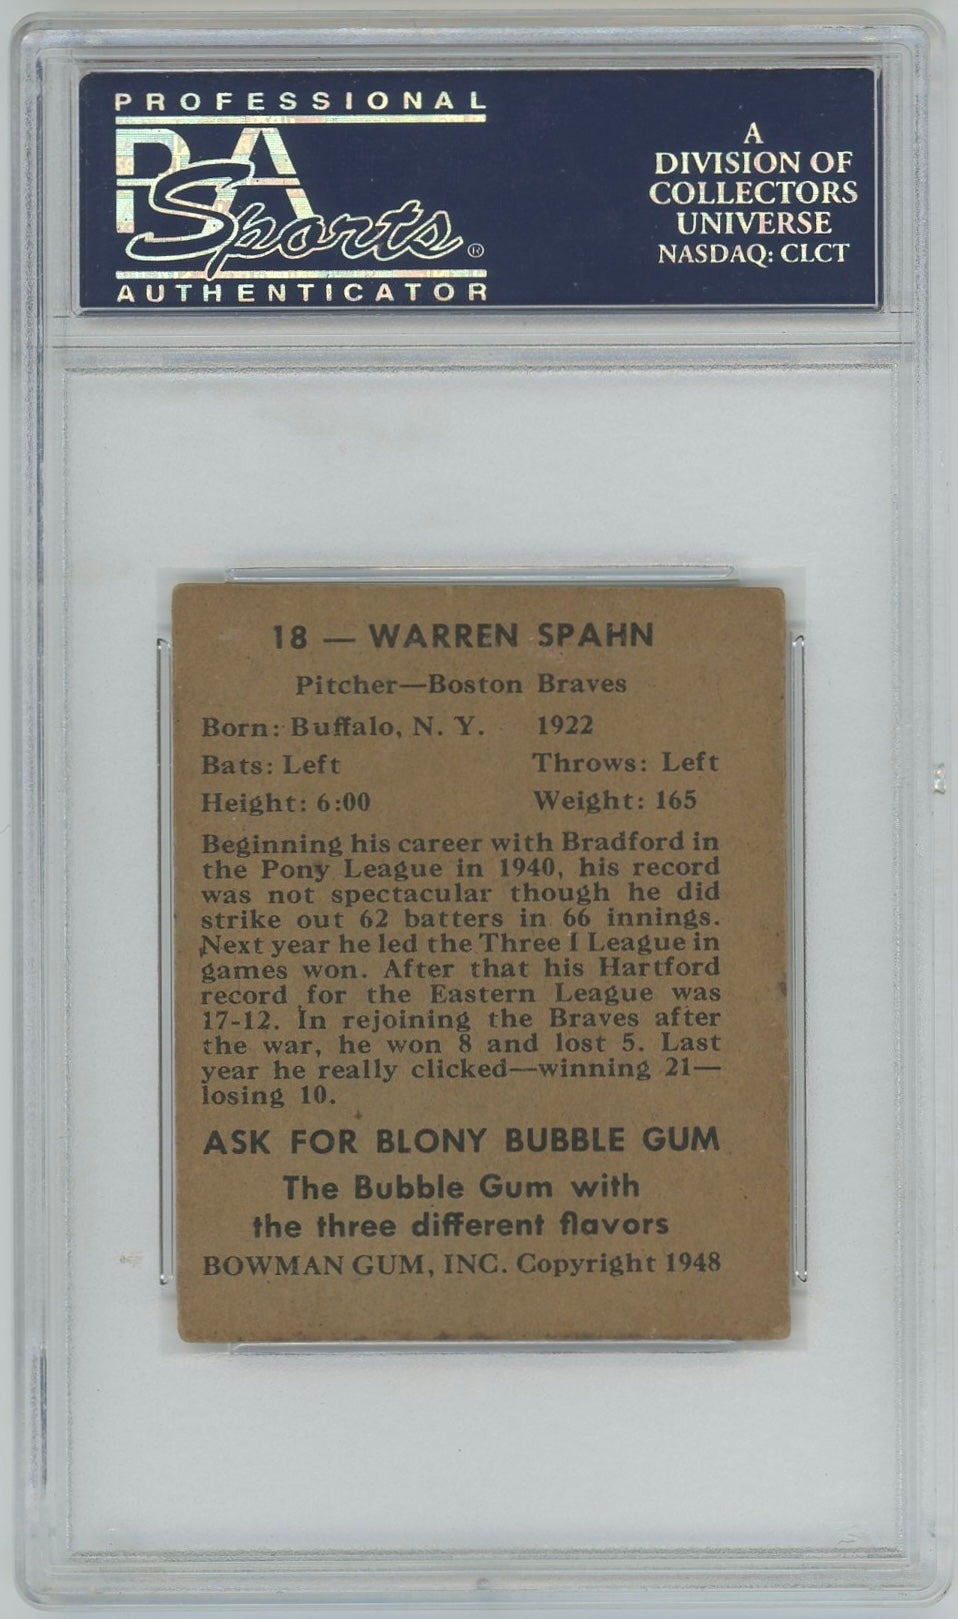 PROFESSIONAL
PSA
Sports®
AUTHENTICATOR
A
DIVISION OF
COLLECTORS
UNIVERSE
NASDAQ: CLCT
18 — WARREN SPAHN
Pitcher—Boston Braves
Born: Buffalo, N. Y. 1922
Bats: Left Throws: Left
Height: 6:00 Weight: 165
Beginning his career with Bradford in
the Pony League in 1940, his record
was not spectacular though he did
strike out 62 batters in 66 innings.
Next year he led the Three I League in
games won. After that his Hartford
record for the Eastern League was
17-12. In rejoining the Braves after
the war, he won 8 and lost 5. Last
year he really clicked—winning 21—
losing 10.
ASK FOR BLONY BUBBLE GUM
The Bubble Gum with
the three different flavors
BOWMAN GUM, INC. Copyright 1948